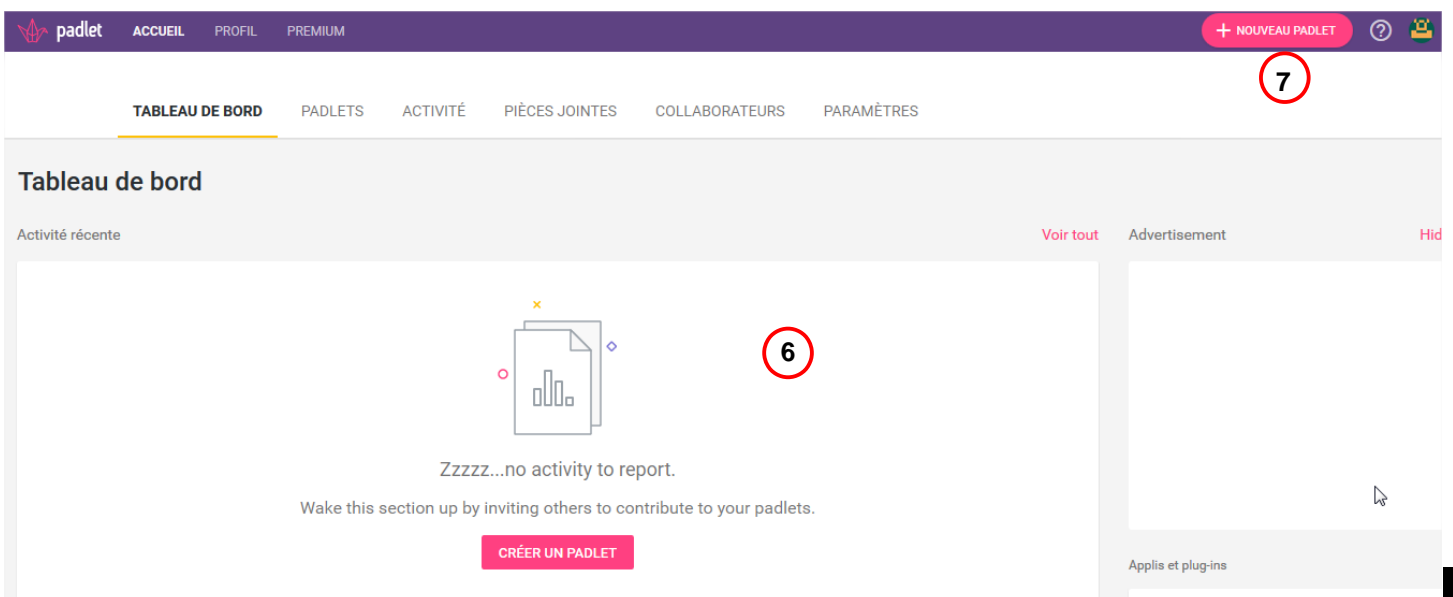 padlet ACCUEIL PROFIL PREMIUM + NOUVEAU PADLET ?
7
TABLEAU DE BORD PADLETS ACTIVITÉ PIÈCES JOINTES COLLABORATEURS PARAMÈTRES
Tableau de bord
Activité récente Voir tout Advertisement Hid
6
Zzzzz...no activity to report.
Wake this section up by inviting others to contribute to your padlets.
CRÉER UN PADLET
Applis et plug-ins